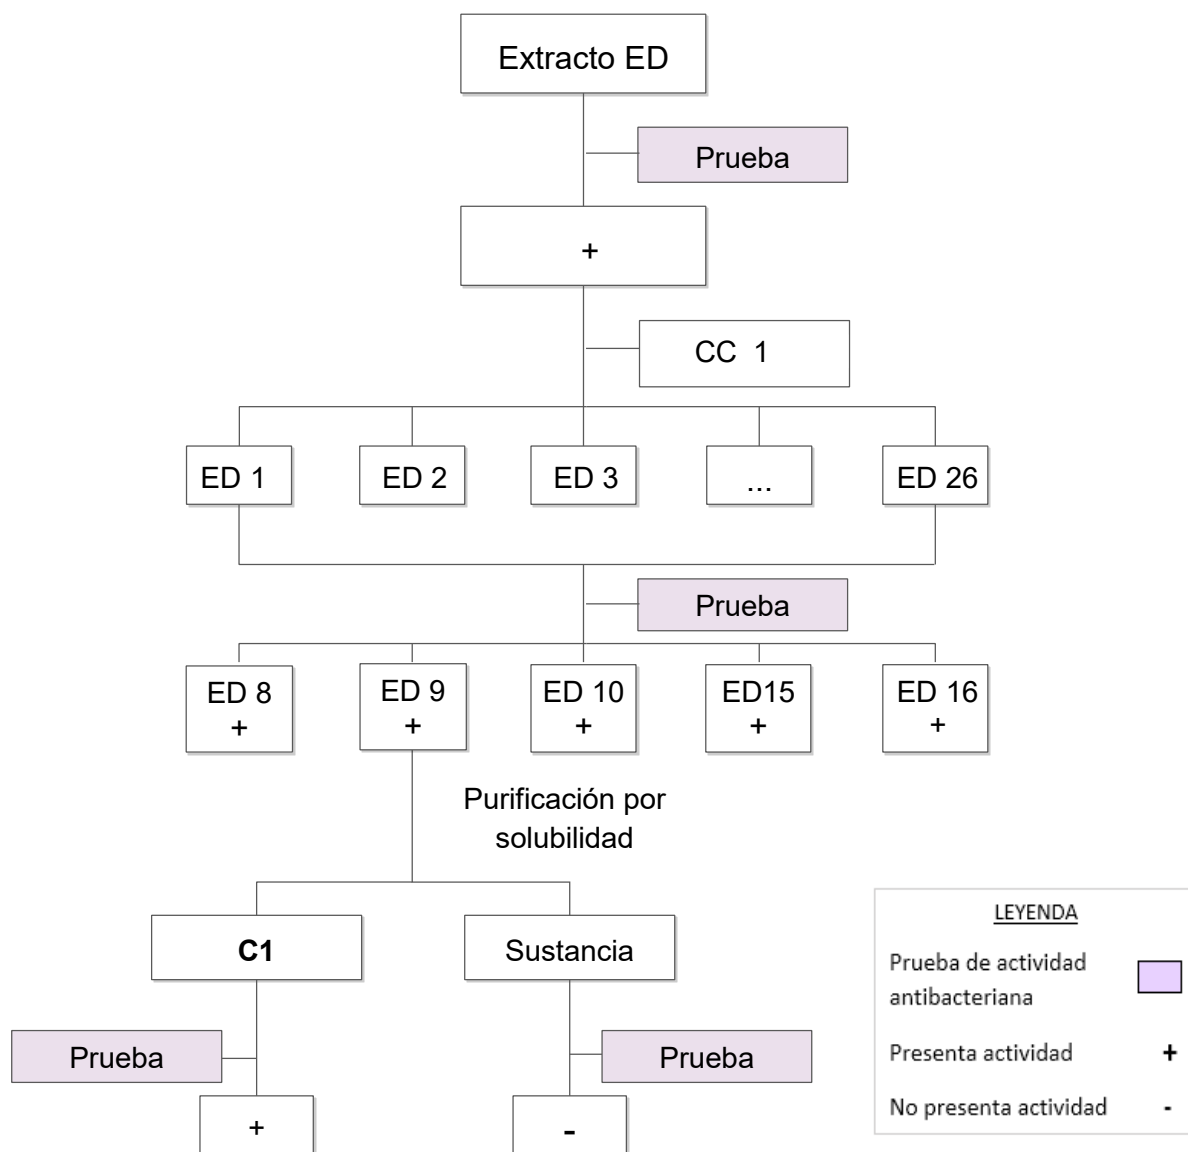 Extracto ED
Prueba
+
CC 1
ED 1
ED 2
ED 3
...
ED 26
Prueba
ED 8
+
ED 9
+
ED 10
+
ED15
+
ED 16
+
Purificación por
solubilidad
C1
Sustancia
Prueba
Prueba
+
-
LEYENDA
Prueba de actividad
antibacteriana
Presenta actividad +
No presenta actividad -